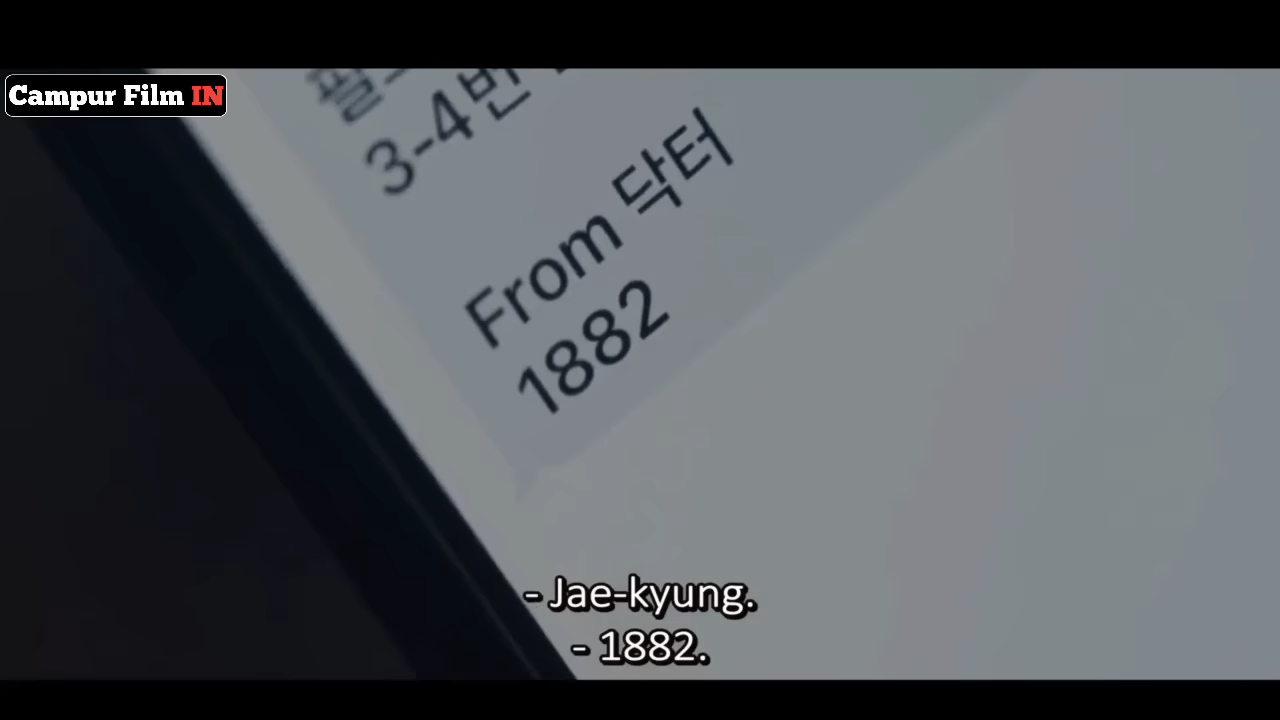 Campur Film IN
3-4번
From 닥터
1882
- Jae-kyung.
- 1882.